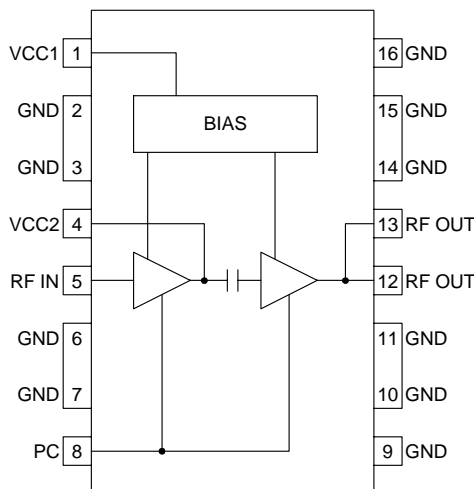 VCC1 1 16 GND
GND 2 15 GND
BIAS
GND 3 14 GND
VCC2 4 13 RF OUT
RF IN 5 12 RF OUT
GND 6 11 GND
GND 7 10 GND
PC 8 9 GND